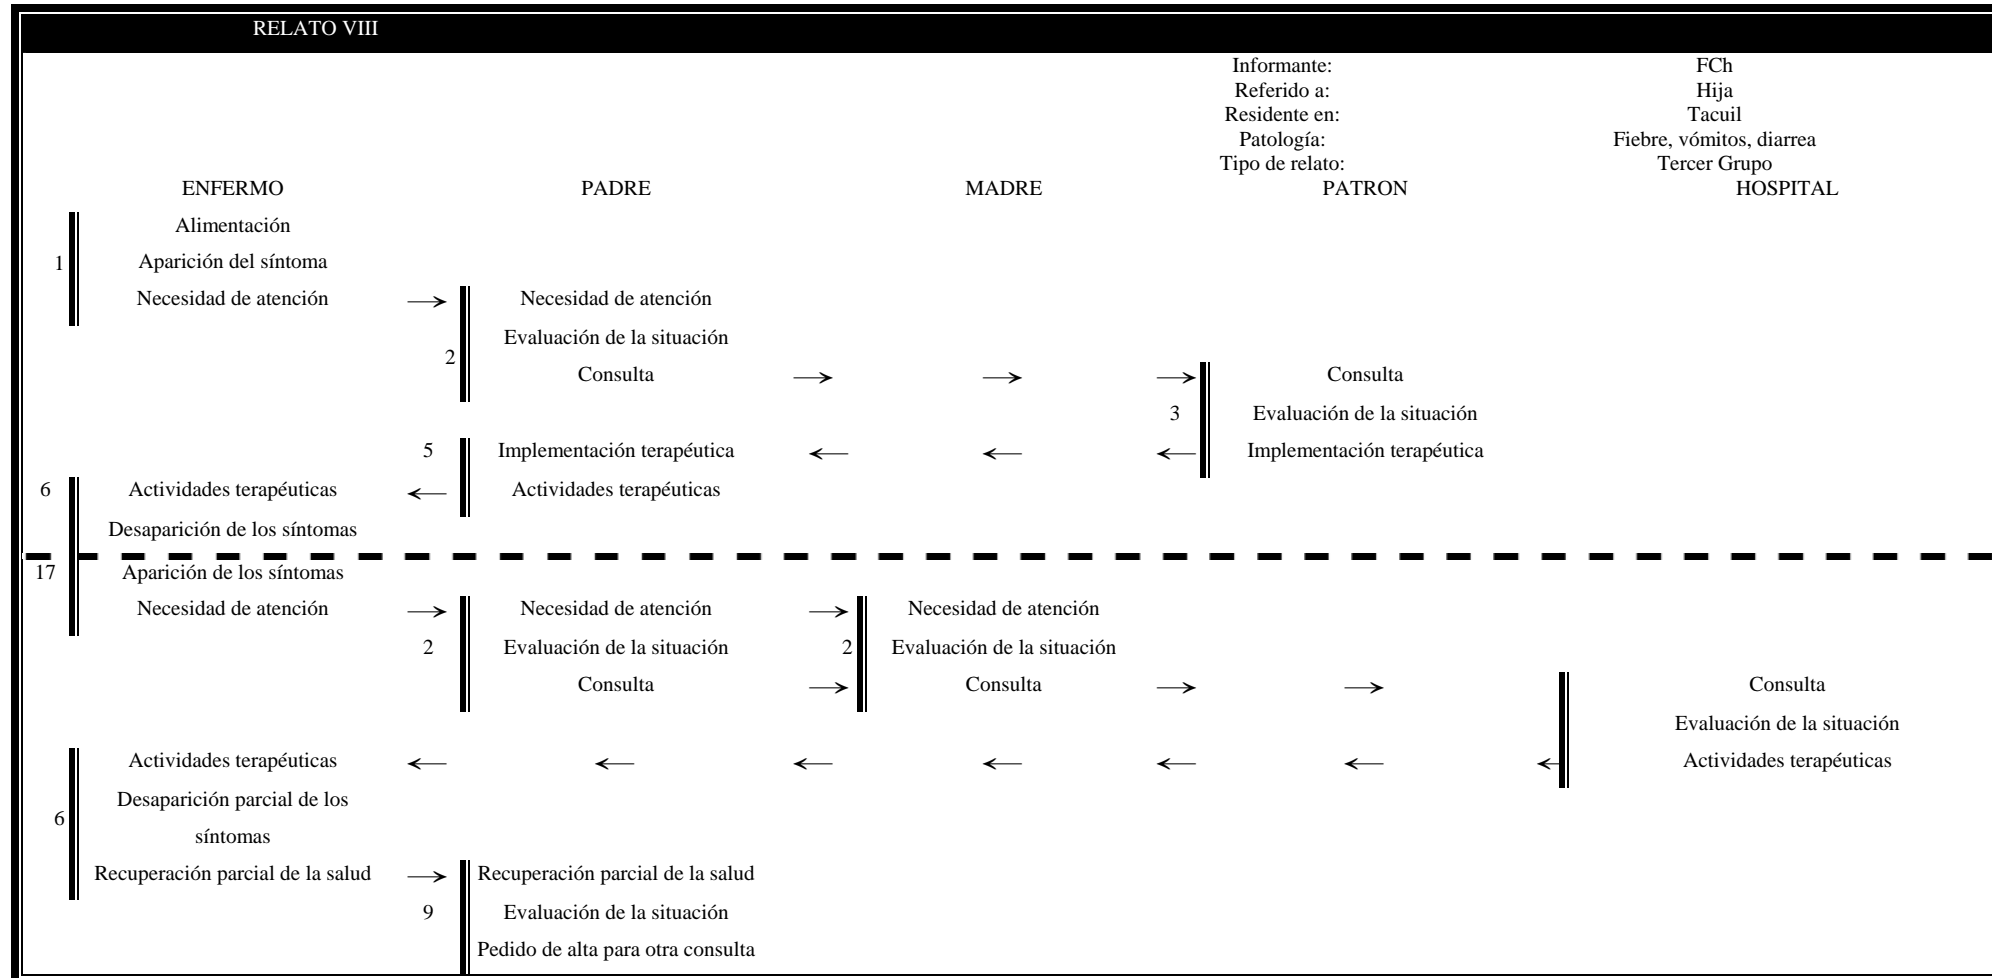 RELATO VIII
Informante: FCh
Referido a: Hija
Residente en: Tacuil
Patología: Fiebre, vómitos, diarrea
Tipo de relato: Tercer Grupo
ENFERMO PADRE MADRE PATRON HOSPITAL
Alimentación
1 Aparición del síntoma
Necesidad de atención → Necesidad de atención
Evaluación de la situación
2
Consulta → → → Consulta
3 Evaluación de la situación
5 Implementación terapéutica ← ← ← Implementación terapéutica
6 Actividades terapéuticas ← Actividades terapéuticas
Desaparición de los síntomas
17 Aparición de los síntomas
Necesidad de atención → Necesidad de atención → Necesidad de atención
2 Evaluación de la situación 2 Evaluación de la situación
Consulta → Consulta → → Consulta
Evaluación de la situación
Actividades terapéuticas ← ← ← ← ← ← ← Actividades terapéuticas
Desaparición parcial de los
6
síntomas
Recuperación parcial de la salud → Recuperación parcial de la salud
9 Evaluación de la situación
Pedido de alta para otra consulta